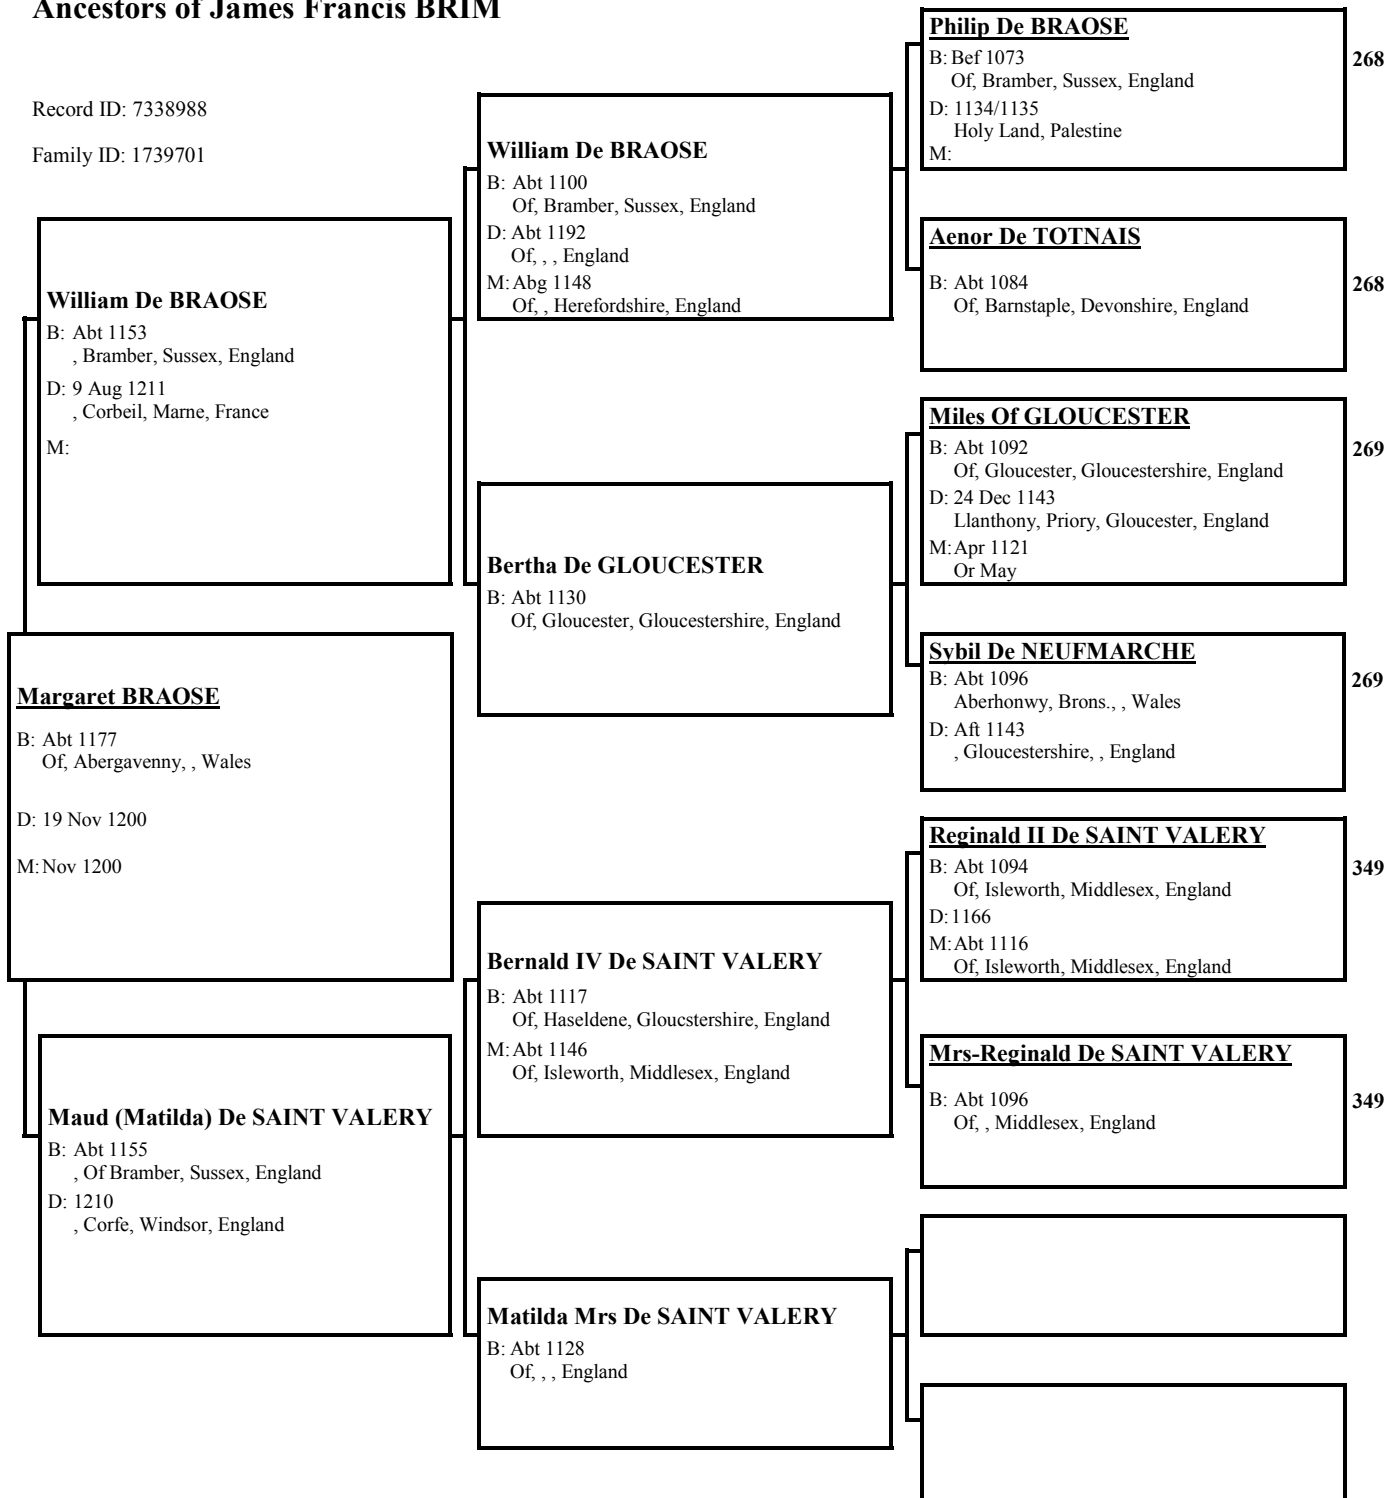 Ancestors of James Francis BRIM
Record ID: 7338988
Family ID: 1739701
William De BRAOSE
B: Abt 1153
, Bramber, Sussex, England
D: 9 Aug 1211
, Corbeil, Marne, France
M:
Margaret BRAOSE
B: Abt 1177
Of, Abergavenny, , Wales
D: 19 Nov 1200
M: Nov 1200
Maud (Matilda) De SAINT VALERY
B: Abt 1155
, Of Bramber, Sussex, England
D: 1210
, Corfe, Windsor, England
William De BRAOSE
B: Abt 1100
Of, Bramber, Sussex, England
D: Abt 1192
Of, , , England
M: Abg 1148
Of, , Herefordshire, England
Bertha De GLOUCESTER
B: Abt 1130
Of, Gloucester, Gloucestershire, England
Bernald IV De SAINT VALERY
B: Abt 1117
Of, Haseldene, Gloucstershire, England
M: Abt 1146
Of, Isleworth, Middlesex, England
Matilda Mrs De SAINT VALERY
B: Abt 1128
Of, , , England
Philip De BRAOSE
B: Bef 1073
Of, Bramber, Sussex, England
D: 1134/1135
Holy Land, Palestine
M:
268
Aenor De TOTNAIS
B: Abt 1084
Of, Barnstaple, Devonshire, England
268
Miles Of GLOUCESTER
B: Abt 1092
Of, Gloucester, Gloucestershire, England
D: 24 Dec 1143
Llanthony, Priory, Gloucester, England
M: Apr 1121
Or May
269
Sybil De NEUFMARCHE
B: Abt 1096
Aberhonwy, Brons., , Wales
D: Aft 1143
, Gloucestershire, , England
269
Reginald II De SAINT VALERY
B: Abt 1094
Of, Isleworth, Middlesex, England
D: 1166
M: Abt 1116
Of, Isleworth, Middlesex, England
349
Mrs-Reginald De SAINT VALERY
B: Abt 1096
Of, , Middlesex, England
349